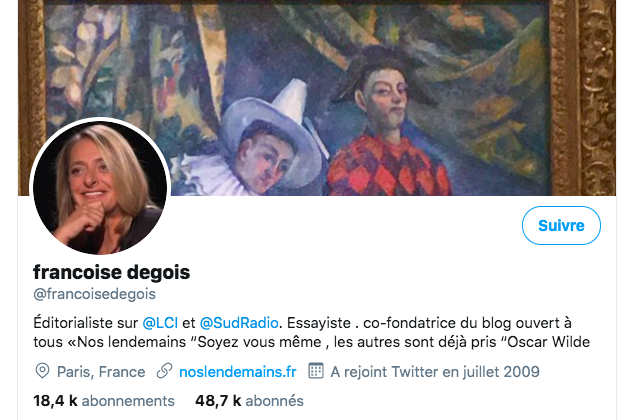 Suivre
francoise degois
@francoisedegois
Éditorialiste sur @LCI et @SudRadio. Essayiste . co-fondatrice du blog ouvert à
tous «Nos lendemains “Soyez vous même , les autres sont déjà pris “Oscar Wilde
Paris, France noslendemains.fr A rejoint Twitter en juillet 2009
18,4 k abonnements 48,7 k abonnés